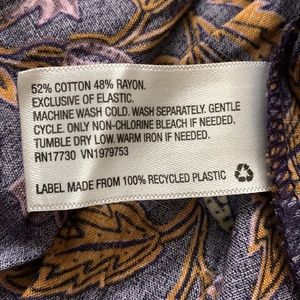 52% COTTON 48% RAYON.
EXCLUSIVE OF ELASTIC.
MACHINE WASH COLD. WASH SEPARATELY. GENTLE
CYCLE. ONLY NON-CHLORINE BLEACH IF NEEDED.
TUMBLE DRY LOW. WARM IRON IF NEEDED.
RN17730 VN1979753
LABEL MADE FROM 100% RECYCLED PLASTIC